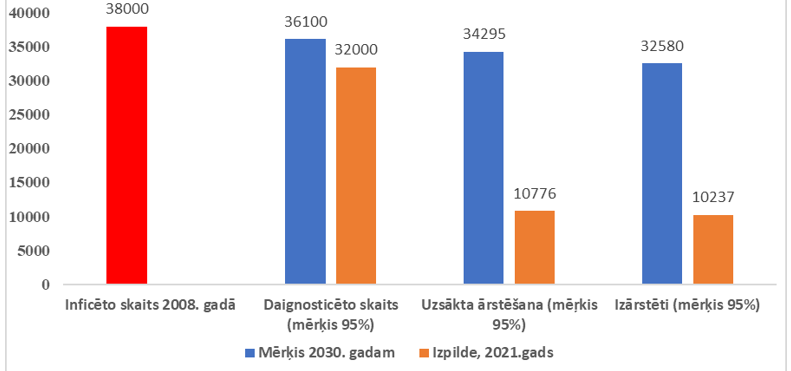 40000
38000
36100
35000
34295
32580
32000
30000
25000
20000
15000
10776
10237
10000
5000
0
Inficēto skaits 2008. gadā
Daignosticēto skaits
(mērķis 95%)
Uzsākta ārstēšana (mērķis
95%)
Izārstēti (mērķis 95%)
Mērķis 2030. gadam
Izpilde, 2021.gads